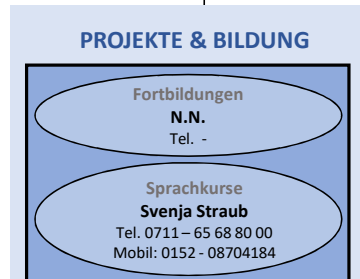 PROJEKTE & BILDUNG
Fortbildungen
N.N.
Tel. -
Sprachkurse
Svenja Straub
Tel. 0711 – 65 68 80 00
Mobil: 0152 - 08704184